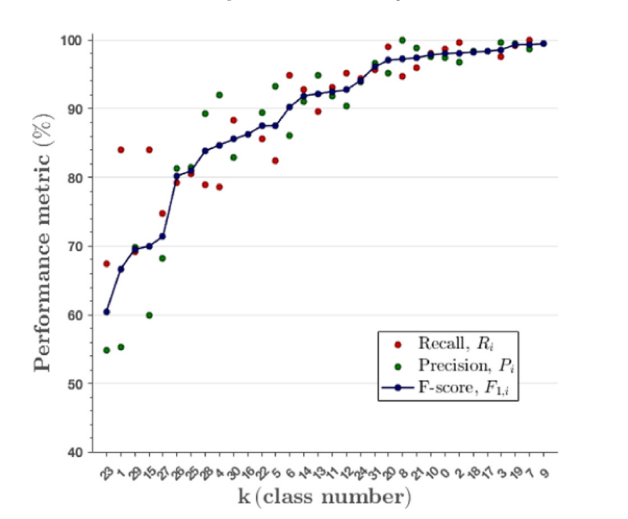 100
90
80
70
60
50
40
Performance metric (%)
Recall, Rᵢ
Precision, Pᵢ
F-score, F₁,ᵢ
23 1 29 15 27 26 25 28 4 30 16 22 5 6 14 13 11 12 24 31 20 8 21 10 0 2 18 17 3 19 7 9
k (class number)